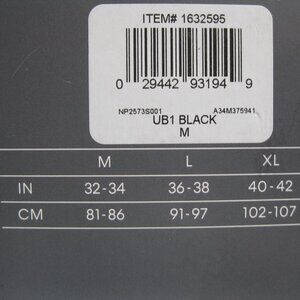 ITEM# 1632595
0 29442 93194 9
NP2573S001 A34M375941
UB1 BLACK
M
M L XL
IN 32-34 36-38 40-42
CM 81-86 91-97 102-107